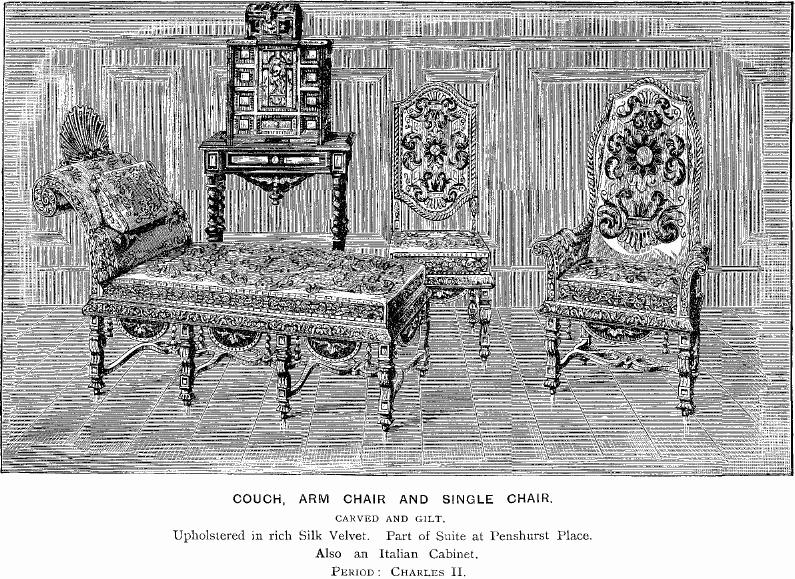 COUCH, ARM CHAIR AND SINGLE CHAIR.
CARVED AND GILT.
Upholstered in rich Silk Velvet. Part of Suite at Penshurst Place.
Also an Italian Cabinet.
PERIOD: CHARLES II.